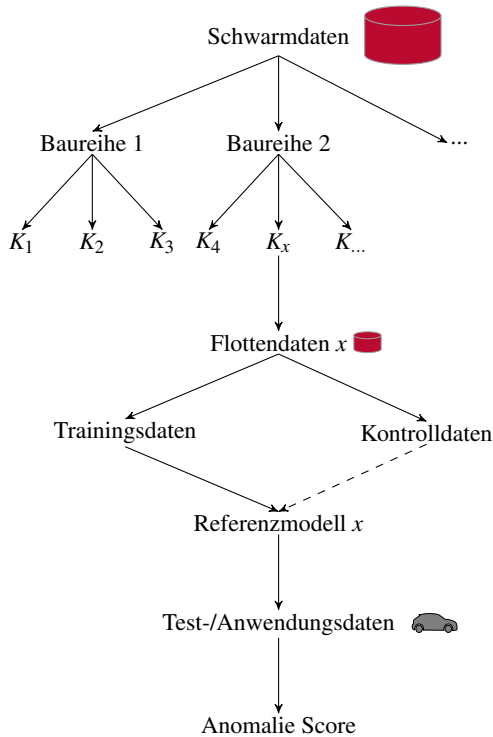 Schwarmdaten
Baureihe 1 Baureihe 2 ...
K1 K2 K3 K4 Kx K...
Flottendaten x
Trainingsdaten Kontrolldaten
Referenzmodell x
Test-/Anwendungsdaten
Anomalie Score